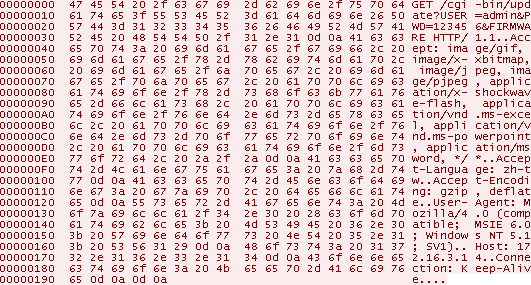 00000000 47 45 54 20 2f 63 67 69 2d 62 69 6e 2f 75 70 64 GET /cgi -bin/upd
00000010 61 74 65 3f 55 53 45 52 3d 61 64 6d 69 6e 26 50 ate?USER =admin&P
00000020 57 44 3d 31 32 33 34 35 36 26 46 49 52 4d 57 41 WD=12345 6&FIRMWA
00000030 52 45 20 48 54 54 50 2f 31 2e 31 0d 0a 41 63 63 RE HTTP/ 1.1..Acc
00000040 65 70 74 3a 20 69 6d 61 67 65 2f 67 69 66 2c 20 ept: ima ge/gif,
00000050 69 6d 61 67 65 2f 78 2d 78 62 69 74 6d 61 70 2c image/x- xbitmap,
00000060 20 69 6d 61 67 65 2f 6a 70 65 67 2c 20 69 6d 61 image/j peg, ima
00000070 67 65 2f 70 6a 70 65 67 2c 20 61 70 70 6c 69 63 ge/pjpeg , applic
00000080 61 74 69 6f 6e 2f 78 2d 73 68 6f 63 6b 77 61 76 ation/x- shockwav
00000090 65 2d 66 6c 61 73 68 2c 20 61 70 70 6c 69 63 61 e-flash, applica
000000A0 74 69 6f 6e 2f 76 6e 64 2e 6d 73 2d 65 78 63 65 tion/vnd .ms-exce
000000B0 6c 2c 20 61 70 70 6c 69 63 61 74 69 6f 6e 2f 76 l, appli cation/v
000000C0 6e 64 2e 6d 73 2d 70 6f 77 65 72 70 6f 69 6e 74 nd.ms-po werpoint
000000D0 2c 20 61 70 70 6c 69 63 61 74 69 6f 6e 2f 6d 73 , applic ation/ms
000000E0 77 6f 72 64 2c 20 2a 2f 2a 0d 0a 41 63 63 65 70 word, */ *..Accep
000000F0 74 2d 4c 61 6e 67 75 61 67 65 3a 20 7a 68 2d 74 t-Langua ge: zh-t
00000100 77 0d 0a 41 63 63 65 70 74 2d 45 6e 63 6f 64 69 w..Accep t-Encodi
00000110 6e 67 3a 20 67 7a 69 70 2c 20 64 65 66 6c 61 74 ng: gzip , deflat
00000120 65 0d 0a 55 73 65 72 2d 41 67 65 6e 74 3a 20 4d e..User- Agent: M
00000130 6f 7a 69 6c 6c 61 2f 34 2e 30 20 28 63 6f 6d 70 ozilla/4 .0 (comp
00000140 61 74 69 62 6c 65 3b 20 4d 53 49 45 20 36 2e 30 atible; MSIE 6.0
00000150 3b 20 57 69 6e 64 6f 77 73 20 4e 54 20 35 2e 31 ; Window s NT 5.1
00000160 3b 20 53 56 31 29 0d 0a 48 6f 73 74 3a 20 31 37 ; SV1).. Host: 17
00000170 32 2e 31 36 2e 33 2e 31 34 0d 0a 43 6f 6e 6e 65 2.16.3.1 4..Conne
00000180 63 74 69 6f 6e 3a 20 4b 65 65 70 2d 41 6c 69 76 ction: K eep-Aliv
00000190 65 0d 0a 0d 0a e....